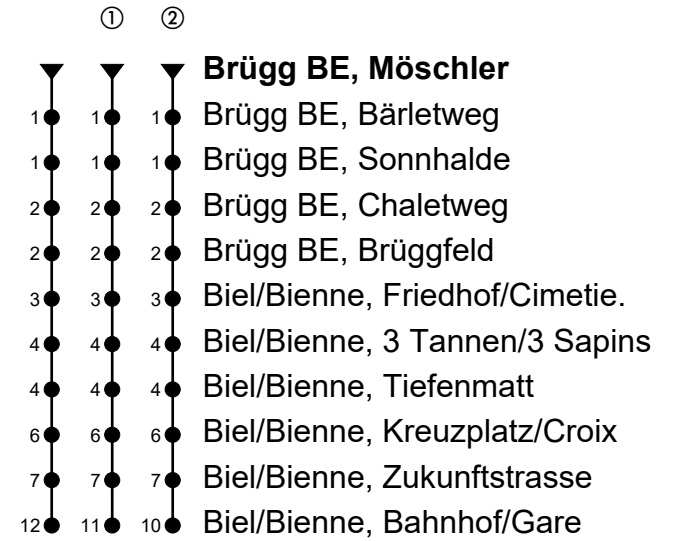 ① ②
Brügg BE, Möschler
1 1 1 Brügg BE, Bärletweg
1 1 1 Brügg BE, Sonnhalde
2 2 2 Brügg BE, Chaletweg
2 2 2 Brügg BE, Brüggfeld
3 3 3 Biel/Bienne, Friedhof/Cimetie.
4 4 4 Biel/Bienne, 3 Tannen/3 Sapins
4 4 4 Biel/Bienne, Tiefenmatt
6 6 6 Biel/Bienne, Kreuzplatz/Croix
7 7 7 Biel/Bienne, Zukunftstrasse
12 11 10 Biel/Bienne, Bahnhof/Gare